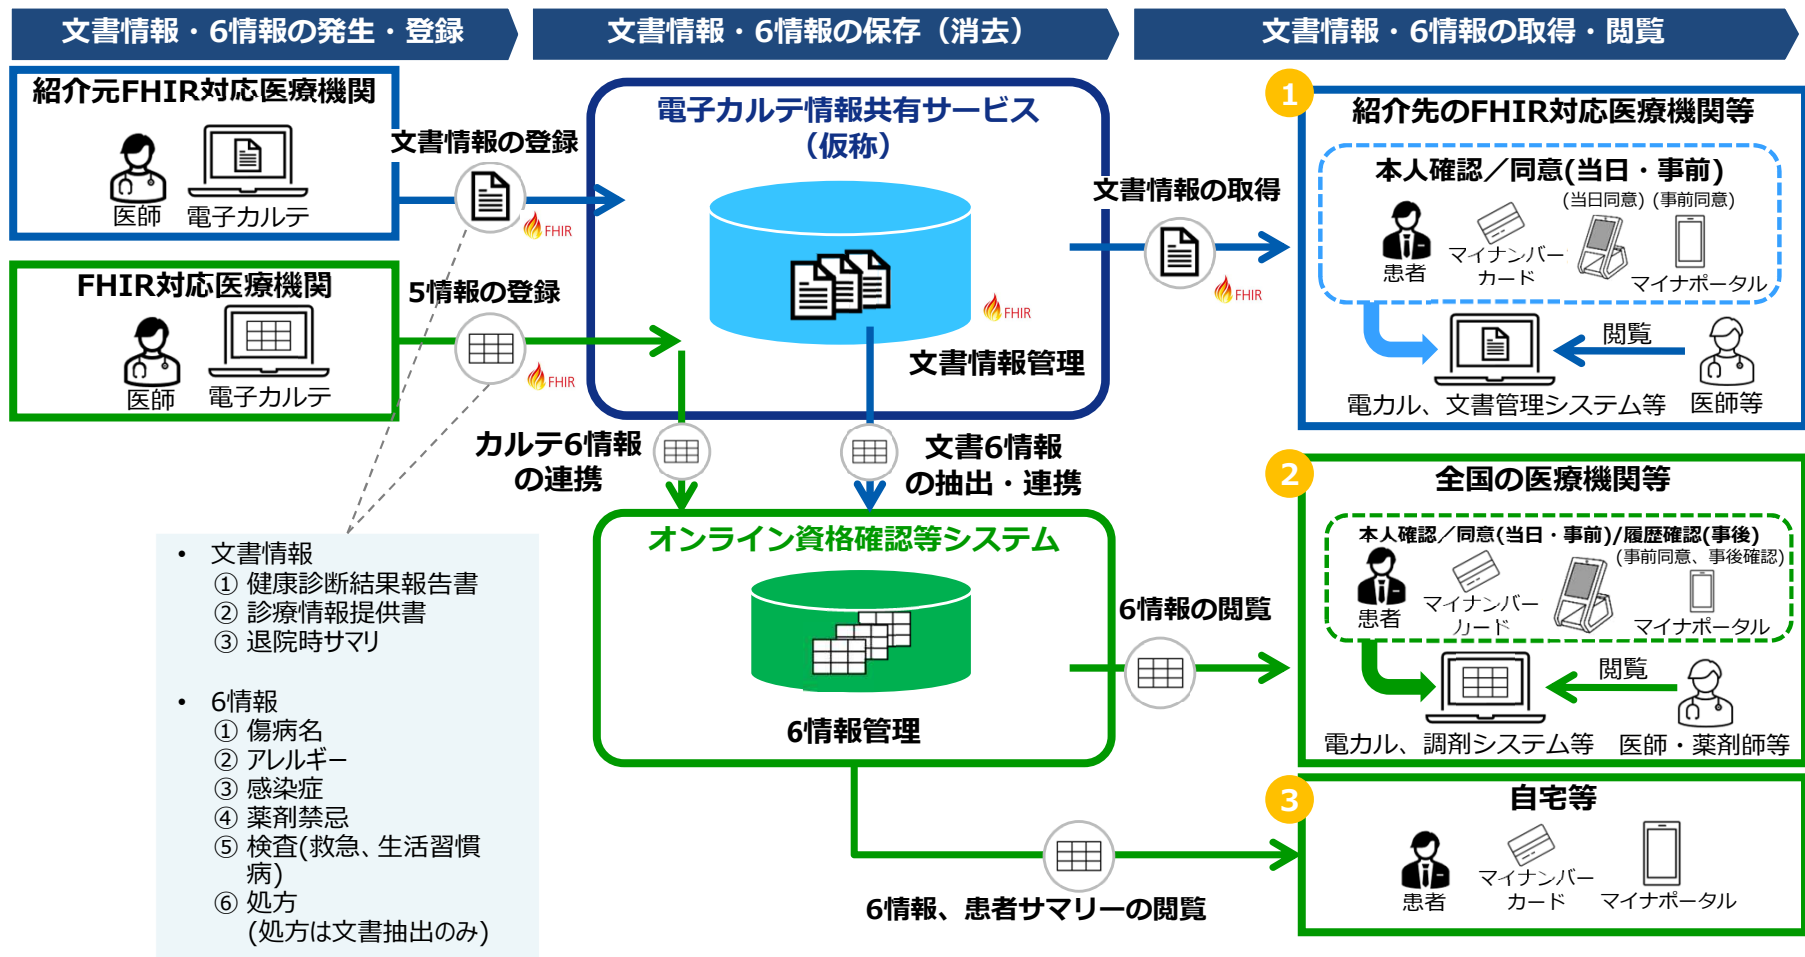 文書情報・6情報の発生・登録
文書情報・6情報の保存（消去）
文書情報・6情報の取得・閲覧
紹介元FHIR対応医療機関
医師
電子カルテ
文書情報の登録
FHIR
FHIR対応医療機関
医師
電子カルテ
5情報の登録
FHIR
電子カルテ情報共有サービス
（仮称）
FHIR
文書情報管理
カルテ6情報
の連携
文書6情報
の抽出・連携
オンライン資格確認等システム
6情報管理
文書情報の取得
FHIR
6情報の閲覧
6情報、患者サマリーの閲覧
1
紹介先のFHIR対応医療機関等
本人確認／同意(当日・事前)
(当日同意)
(事前同意)
患者
マイナンバー
カード
マイナポータル
閲覧
電カル、文書管理システム等
医師等
2
全国の医療機関等
本人確認／同意(当日・事前)/履歴確認(事後)
(事前同意、事後確認)
患者
マイナンバー
カード
マイナポータル
閲覧
電カル、調剤システム等
医師・薬剤師等
3
自宅等
患者
マイナンバー
カード
マイナポータル
• 文書情報
① 健康診断結果報告書
② 診療情報提供書
③ 退院時サマリ
• 6情報
① 傷病名
② アレルギー
③ 感染症
④ 薬剤禁忌
⑤ 検査(救急、生活習慣
病)
⑥ 処方
(処方は文書抽出のみ)